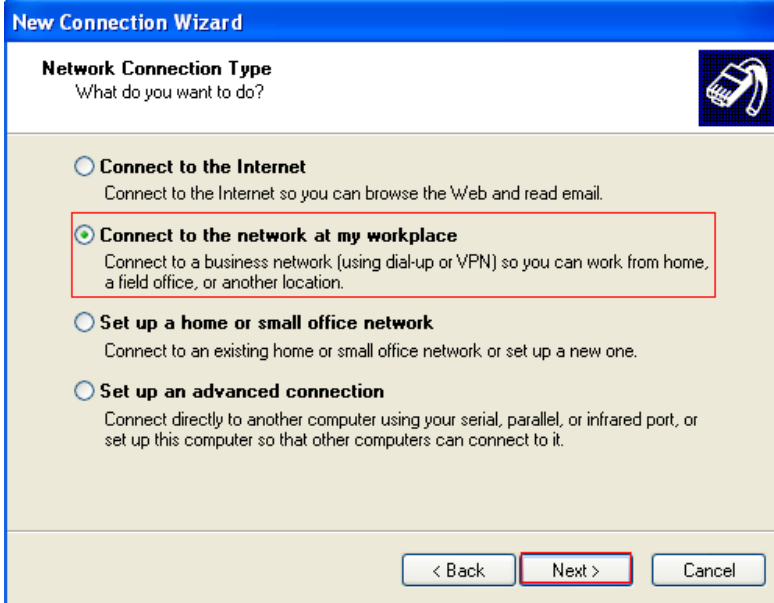 New Connection Wizard
Network Connection Type
What do you want to do?
Connect to the Internet
Connect to the Internet so you can browse the Web and read email.
Connect to the network at my workplace
Connect to a business network (using dial-up or VPN) so you can work from home,
a field office, or another location.
Set up a home or small office network
Connect to an existing home or small office network or set up a new one.
Set up an advanced connection
Connect directly to another computer using your serial, parallel, or infrared port, or
set up this computer so that other computers can connect to it.
< Back Next > Cancel